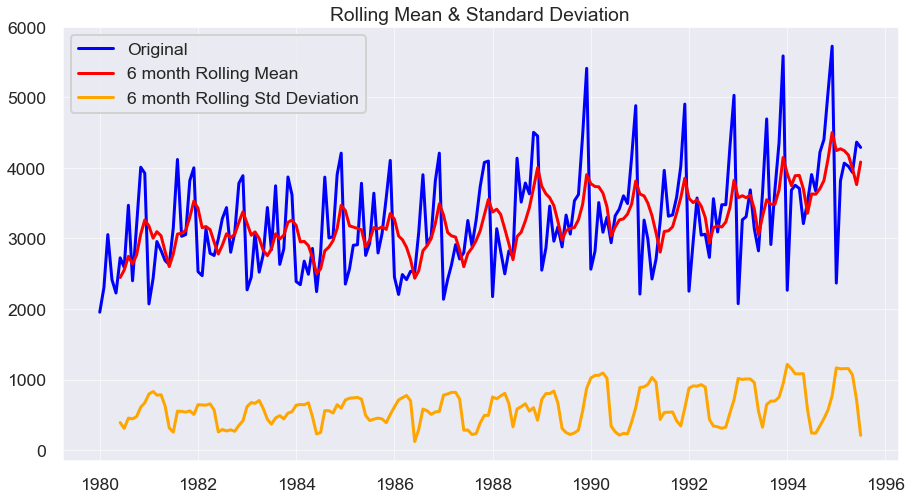 Rolling Mean & Standard Deviation
Original
6 month Rolling Mean
6 month Rolling Std Deviation
6000
5000
4000
3000
2000
1000
0
1980 1982 1984 1986 1988 1990 1992 1994 1996